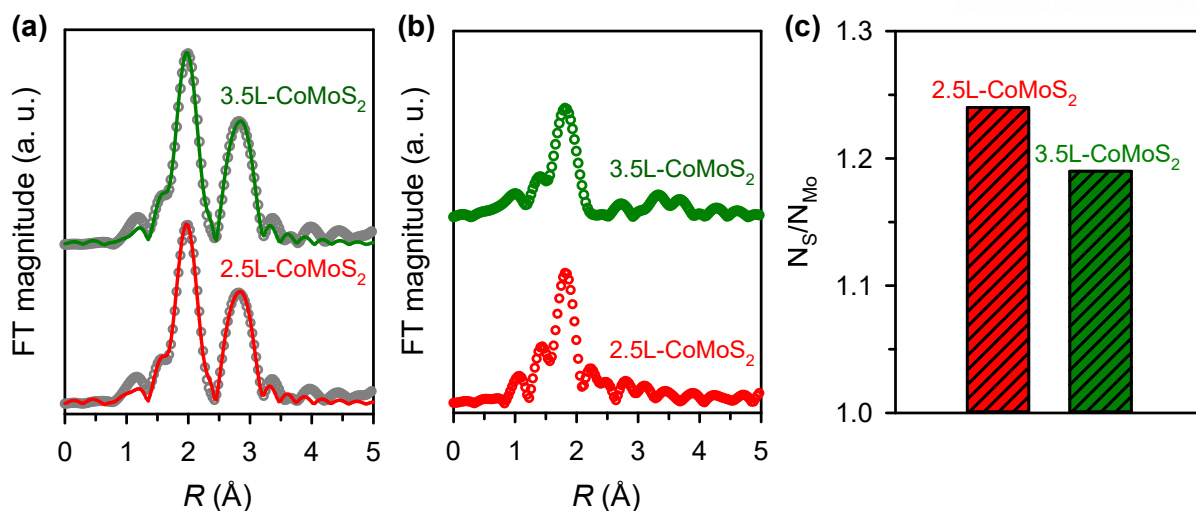 (a)
FT magnitude (a. u.)
3.5L-CoMoS₂
2.5L-CoMoS₂
0 1 2 3 4 5
R (Å)
(b)
FT magnitude (a. u.)
3.5L-CoMoS₂
2.5L-CoMoS₂
0 1 2 3 4 5
R (Å)
(c)
N_S/N_Mo
1.3
1.2
1.1
1.0
2.5L-CoMoS₂
3.5L-CoMoS₂